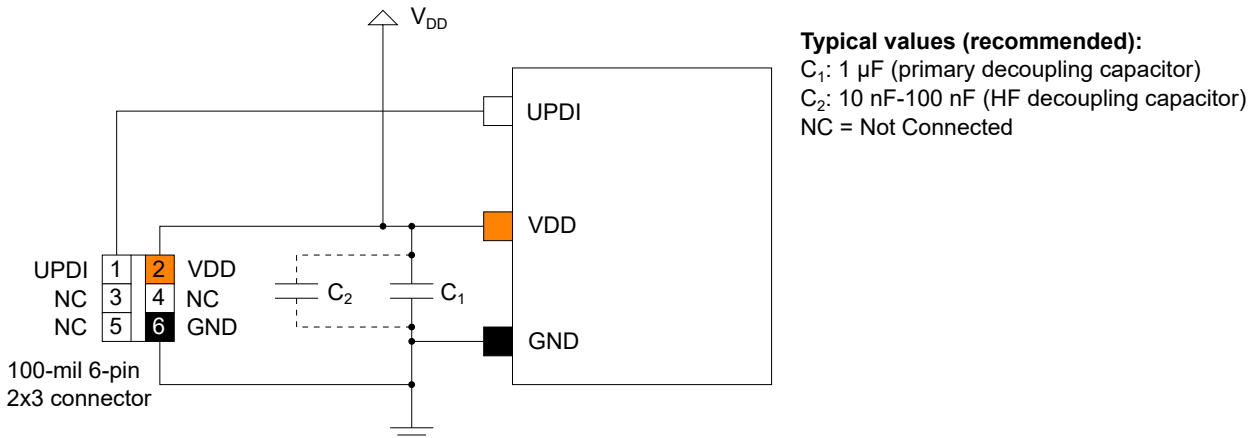 V_DD
Typical values (recommended):
C₁: 1 µF (primary decoupling capacitor)
C₂: 10 nF-100 nF (HF decoupling capacitor)
NC = Not Connected
UPDI
VDD
UPDI 1 2 VDD
NC 3 4 NC
NC 5 6 GND
C₂ C₁
GND
100-mil 6-pin
2x3 connector